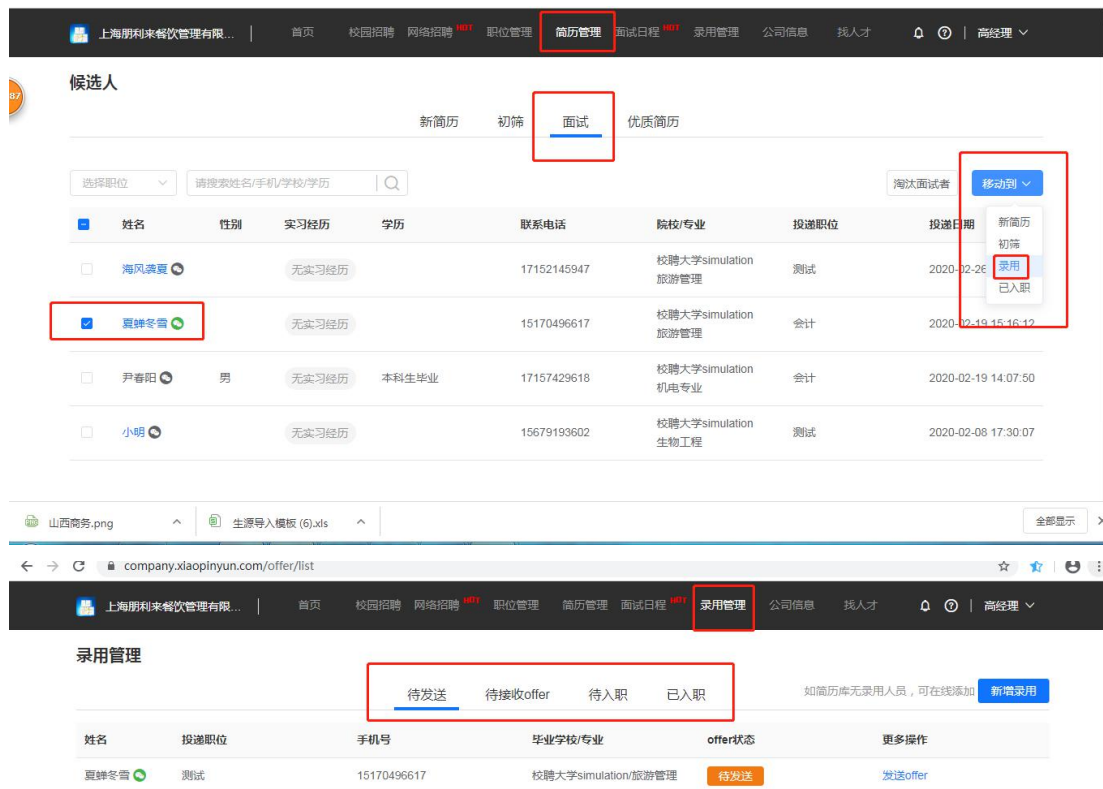 上海朋利来餐饮管理有限... | 首页 校园招聘 网络招聘 HOT 职位管理 简历管理 面试日程 HOT 录用管理 公司信息 找人才 高经理
候选人
87
新简历 初筛 面试 优质简历
选择职位 请搜索姓名/手机/学校/学历 淘汰面试者 移动到
姓名 性别 实习经历 学历 联系电话 院校/专业 投递职位 投递日期
新简历
初筛
录用
已入职
海风袭夏 无实习经历 17152145947 校聘大学simulation 测试 2020-02-26
旅游管理
夏蝉冬雪 无实习经历 15170496617 校聘大学simulation 会计 2020-02-19 15:16:12
旅游管理
尹春阳 男 无实习经历 本科生毕业 17157429618 校聘大学simulation 会计 2020-02-19 14:07:50
机电专业
小明 无实习经历 15679193602 校聘大学simulation 测试 2020-02-08 17:30:07
生物工程
山西商务.png 生源导入模板 (6).xls 全部显示
company.xiaopinyun.com/offer/list
上海朋利来餐饮管理有限... | 首页 校园招聘 网络招聘 HOT 职位管理 简历管理 面试日程 HOT 录用管理 公司信息 找人才 高经理
录用管理
待发送 待接收offer 待入职 已入职 如简历库无录用人员，可在线添加 新增录用
姓名 投递职位 手机号 毕业学校/专业 offer状态 更多操作
夏蝉冬雪 测试 15170496617 校聘大学simulation/旅游管理 待发送 发送offer